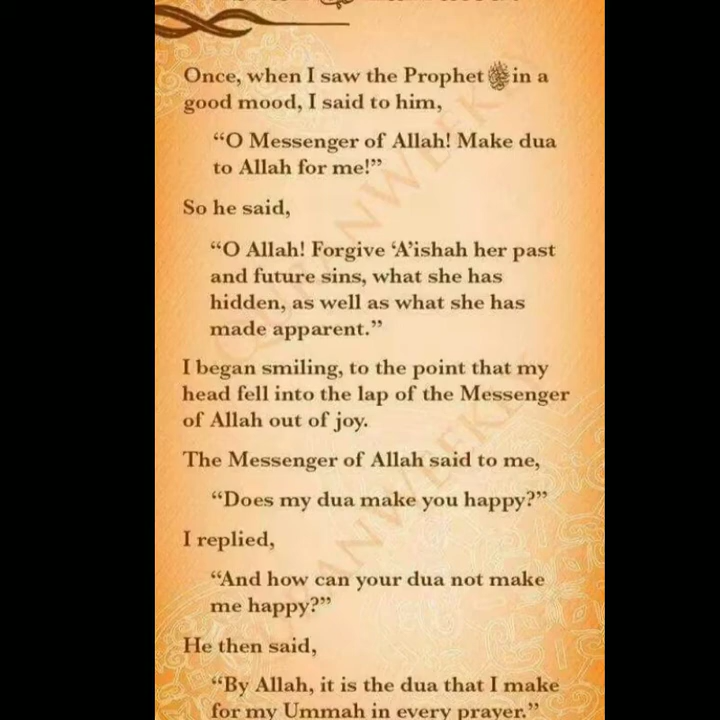 Once, when I saw the Prophet ﷺ in a
good mood, I said to him,
“O Messenger of Allah! Make dua
to Allah for me!”
So he said,
“O Allah! Forgive ‘A’ishah her past
and future sins, what she has
hidden, as well as what she has
made apparent.”
I began smiling, to the point that my
head fell into the lap of the Messenger
of Allah out of joy.
The Messenger of Allah said to me,
“Does my dua make you happy?”
I replied,
“And how can your dua not make
me happy?”
He then said,
“By Allah, it is the dua that I make
for my Ummah in every prayer.”